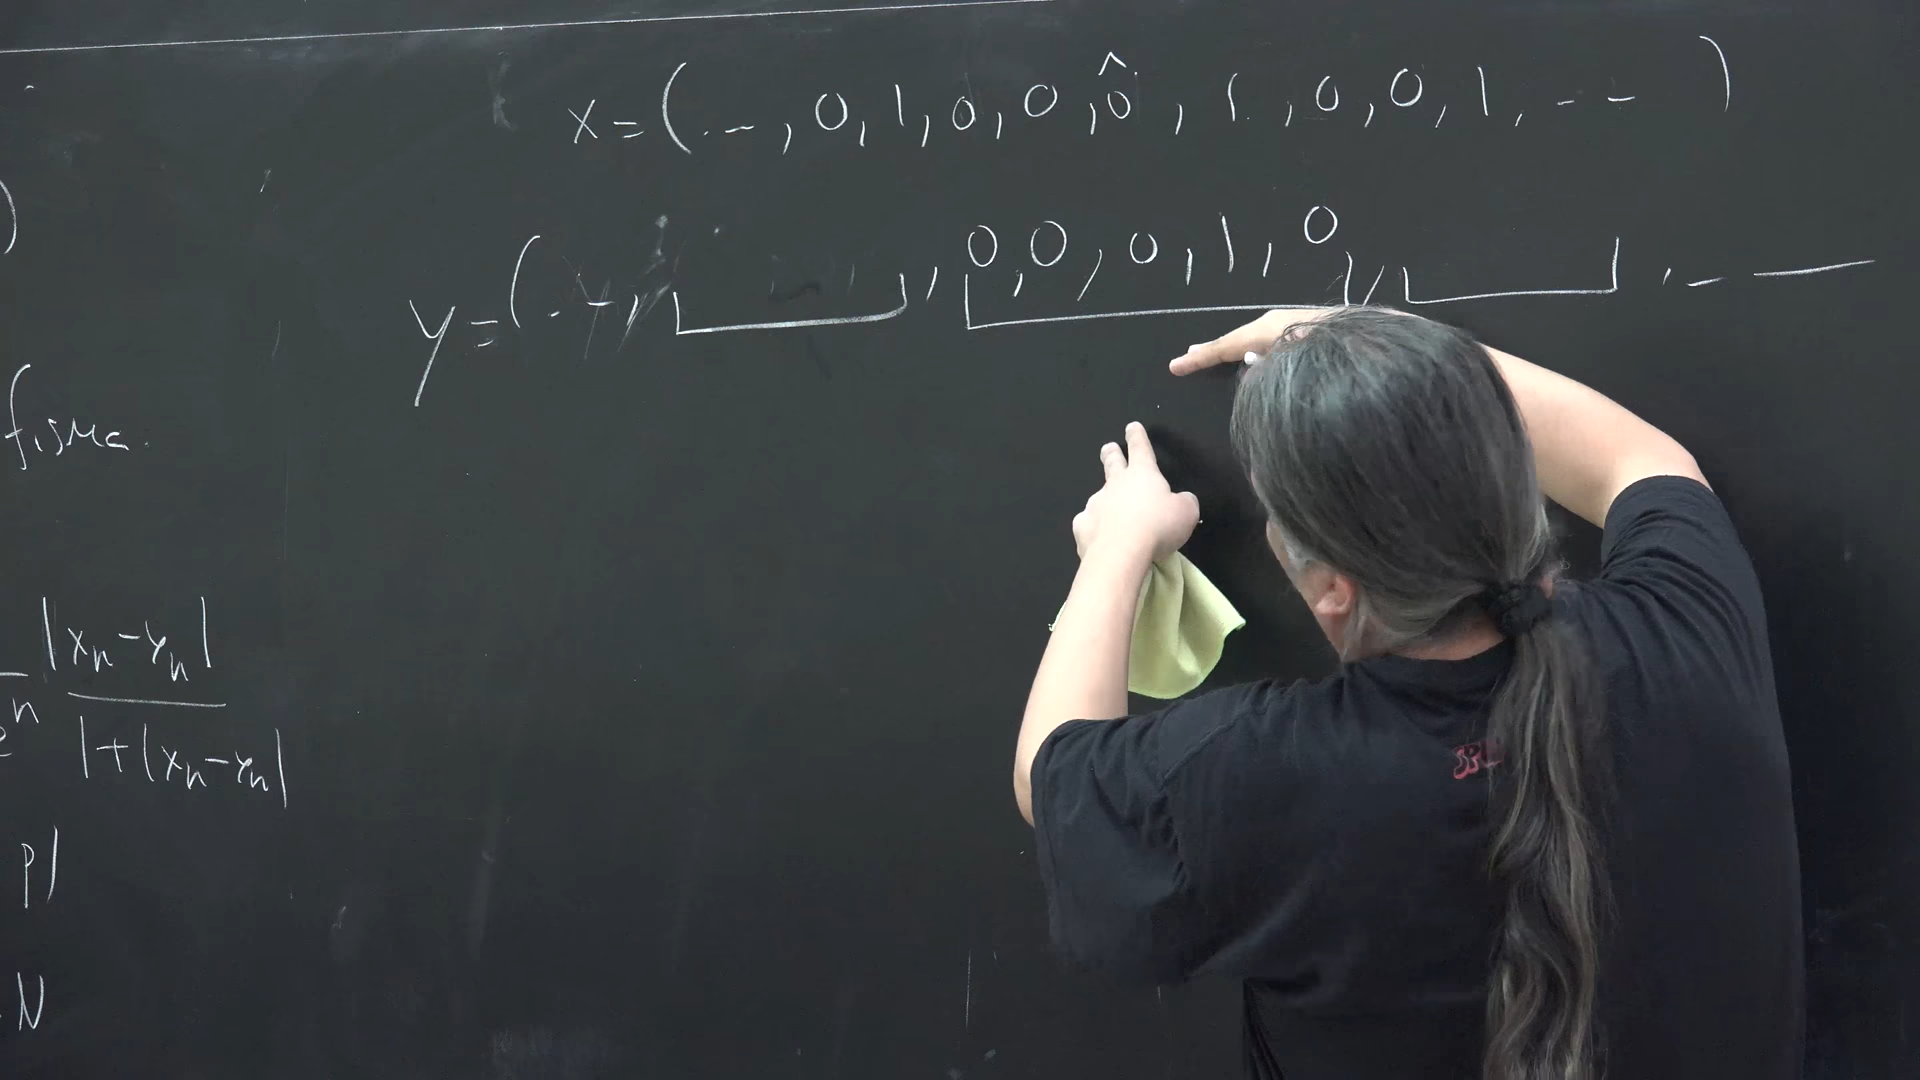 x = ( . . – , 0 , 1 , 0 , 0 , 0̂ , 1 , 0 , 0 , 1 , – – )
y = ( . – , , 0 , 0 , 0 , 1 , 0 , , – —
)
fisma.
|xn – yn|
n
1 + |xn – yn|
p|
N